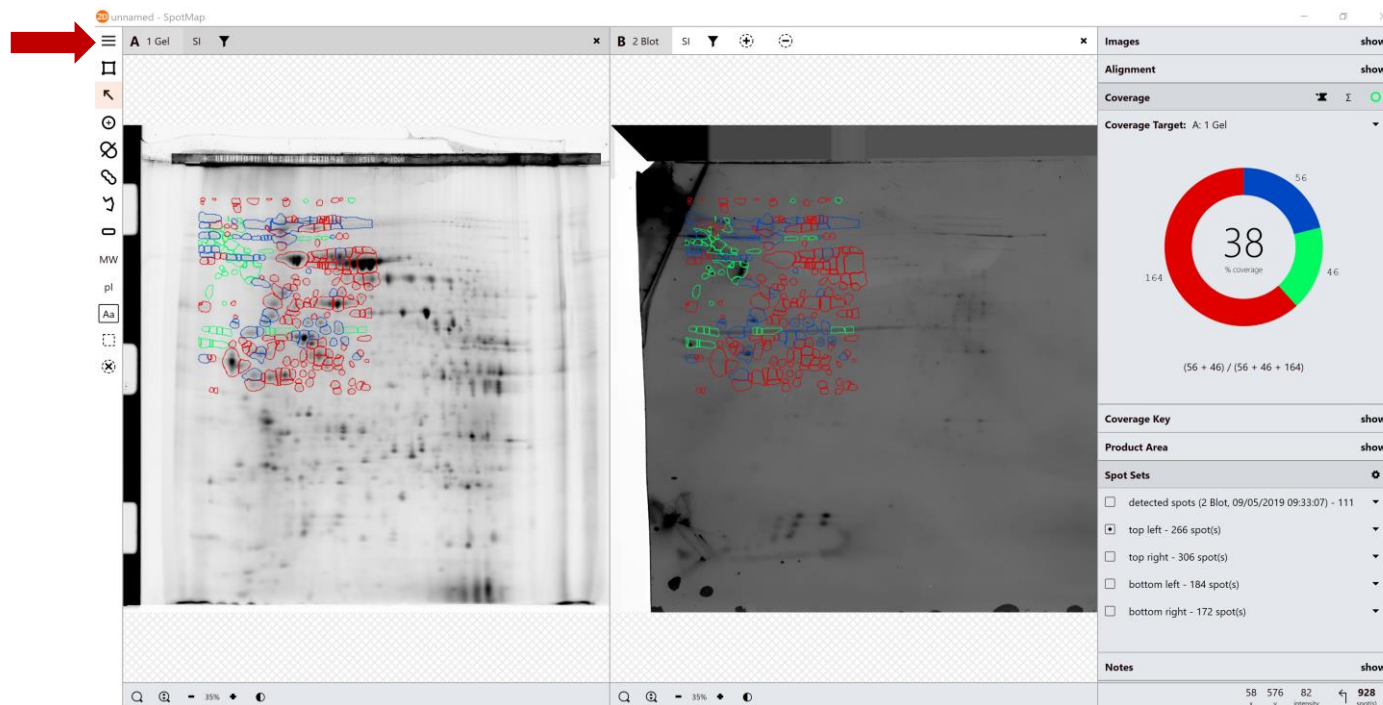 2D unnamed - SpotMap
A 1 Gel SI
B 2 Blot SI
MW
pI
Aa
35%
35%
Images show
Alignment show
Coverage Σ
Coverage Target: A: 1 Gel
56
46
164
38
% coverage
(56 + 46) / (56 + 46 + 164)
Coverage Key show
Product Area show
Spot Sets
detected spots (2 Blot, 09/05/2019 09:33:07) - 111
top left - 266 spot(s)
top right - 306 spot(s)
bottom left - 184 spot(s)
bottom right - 172 spot(s)
Notes show
58 576 82 928
x y intensity spot(s)